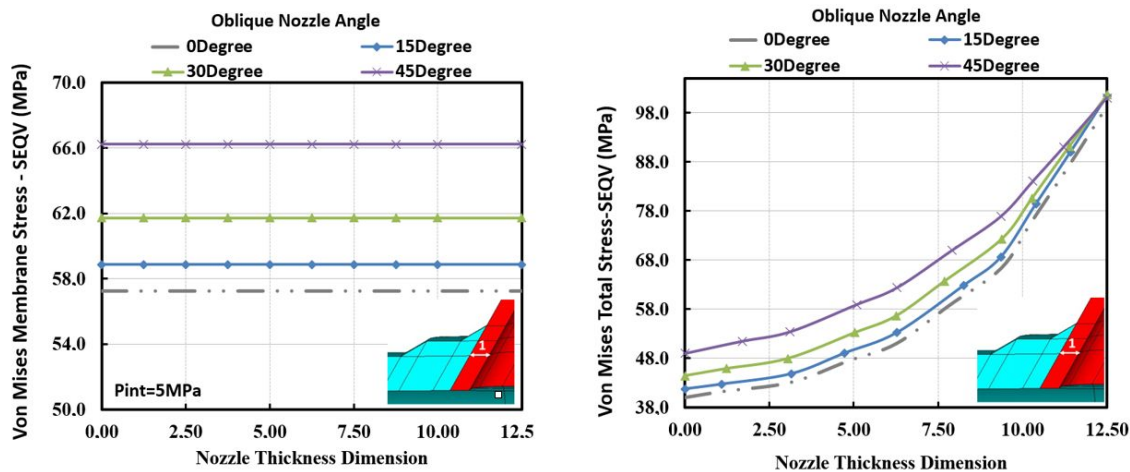 Oblique Nozzle Angle
0Degree 15Degree
30Degree 45Degree
Von Mises Membrane Stress - SEQV (MPa)
70.0
66.0
62.0
58.0
54.0
50.0
Pint=5MPa
1
0.00 2.50 5.00 7.50 10.00 12.5
Nozzle Thickness Dimension
Oblique Nozzle Angle
0Degree 15Degree
30Degree 45Degree
Von Mises Total Stress-SEQV (MPa)
98.0
88.0
78.0
68.0
58.0
48.0
38.0
1
0.00 2.50 5.00 7.50 10.00 12.50
Nozzle Thickness Dimension